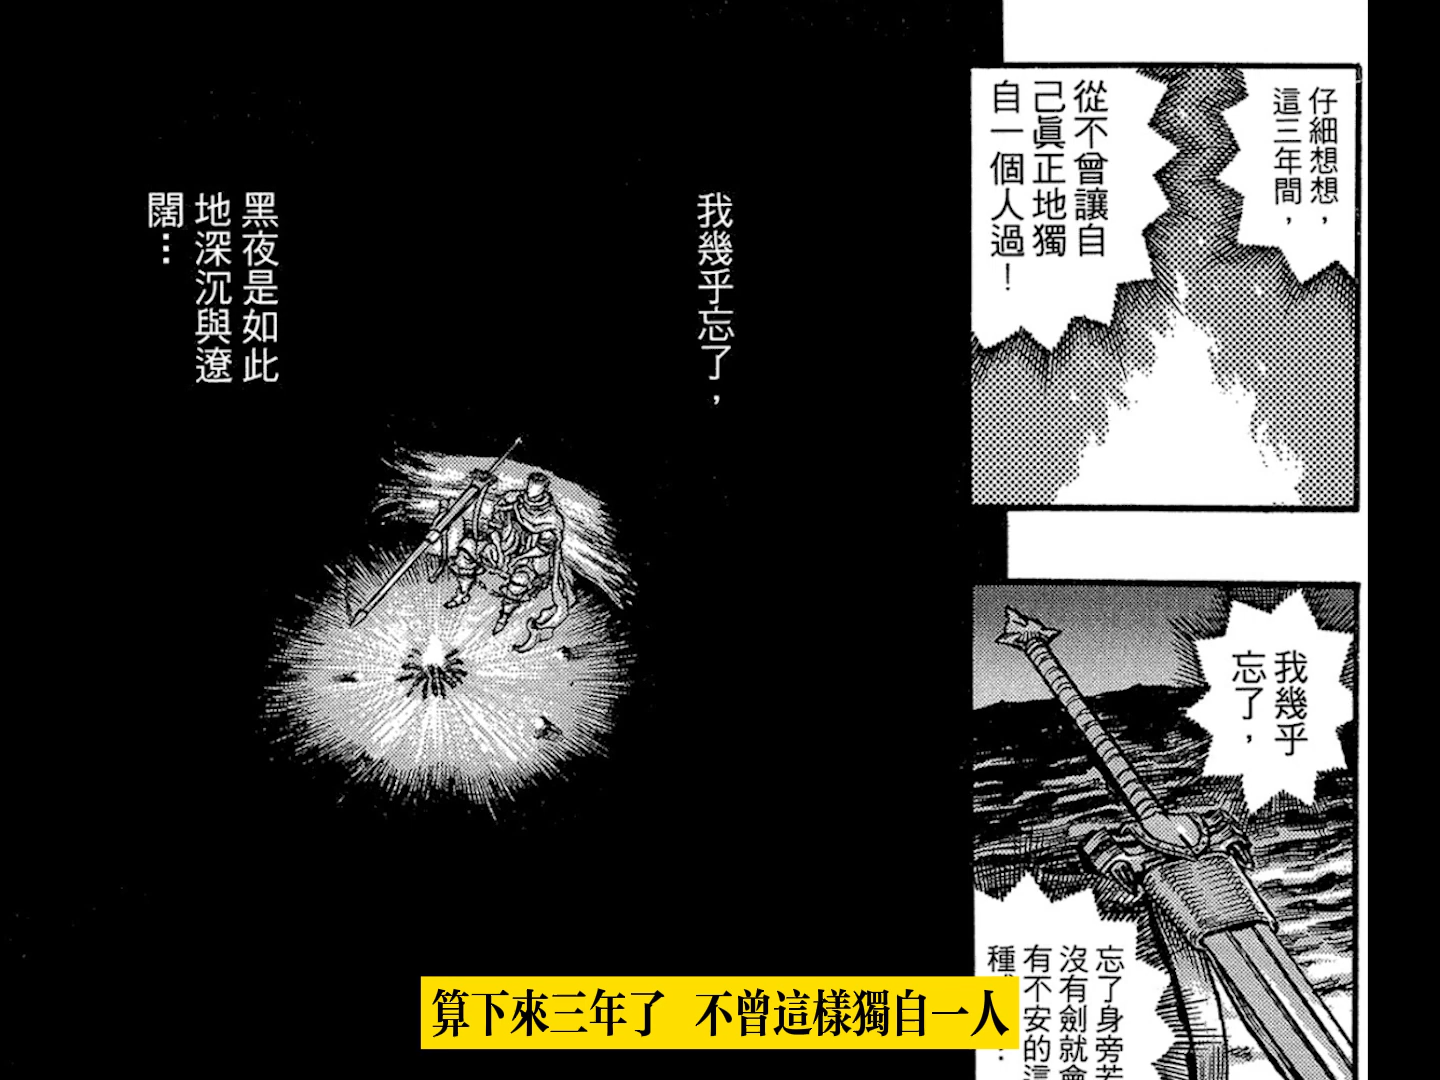 仔細想想，
這三年間，
從不曾讓自
己眞正地獨
自一個人過！
我幾乎
忘了，
忘了身旁若
沒有劍就會
有不安的這
種
我幾乎忘了，
黑夜是如此
地深沉與遼
闊…
算下來三年了 不曾這樣獨自一人